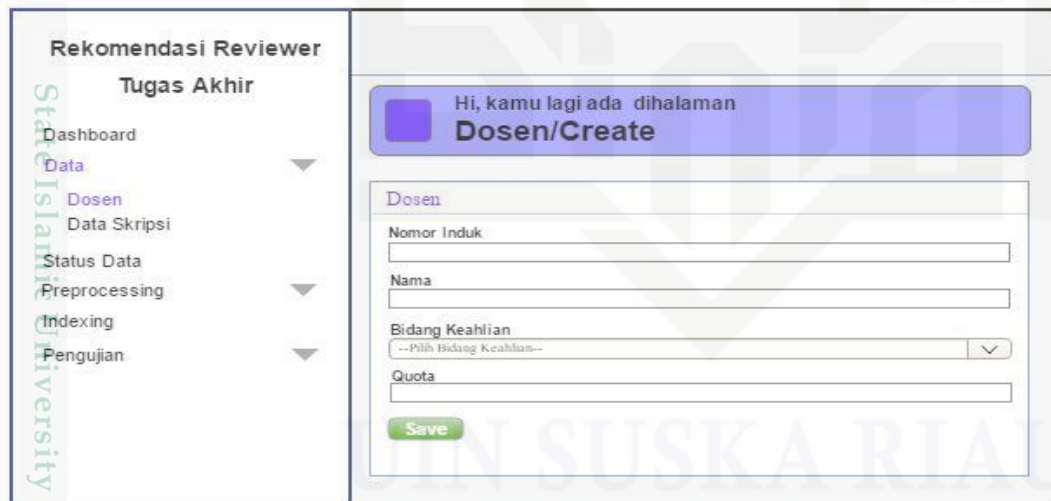 Rekomendasi Reviewer
Tugas Akhir
Dashboard
Data
Dosen
Data Skripsi
Status Data
Preprocessing
Indexing
Pengujian
State Islamic University
Hi, kamu lagi ada dihalaman
Dosen/Create
Dosen
Nomor Induk
Nama
Bidang Keahlian
--Pilih Bidang Keahlian--
Quota
Save
UIN SUSKA RIAU